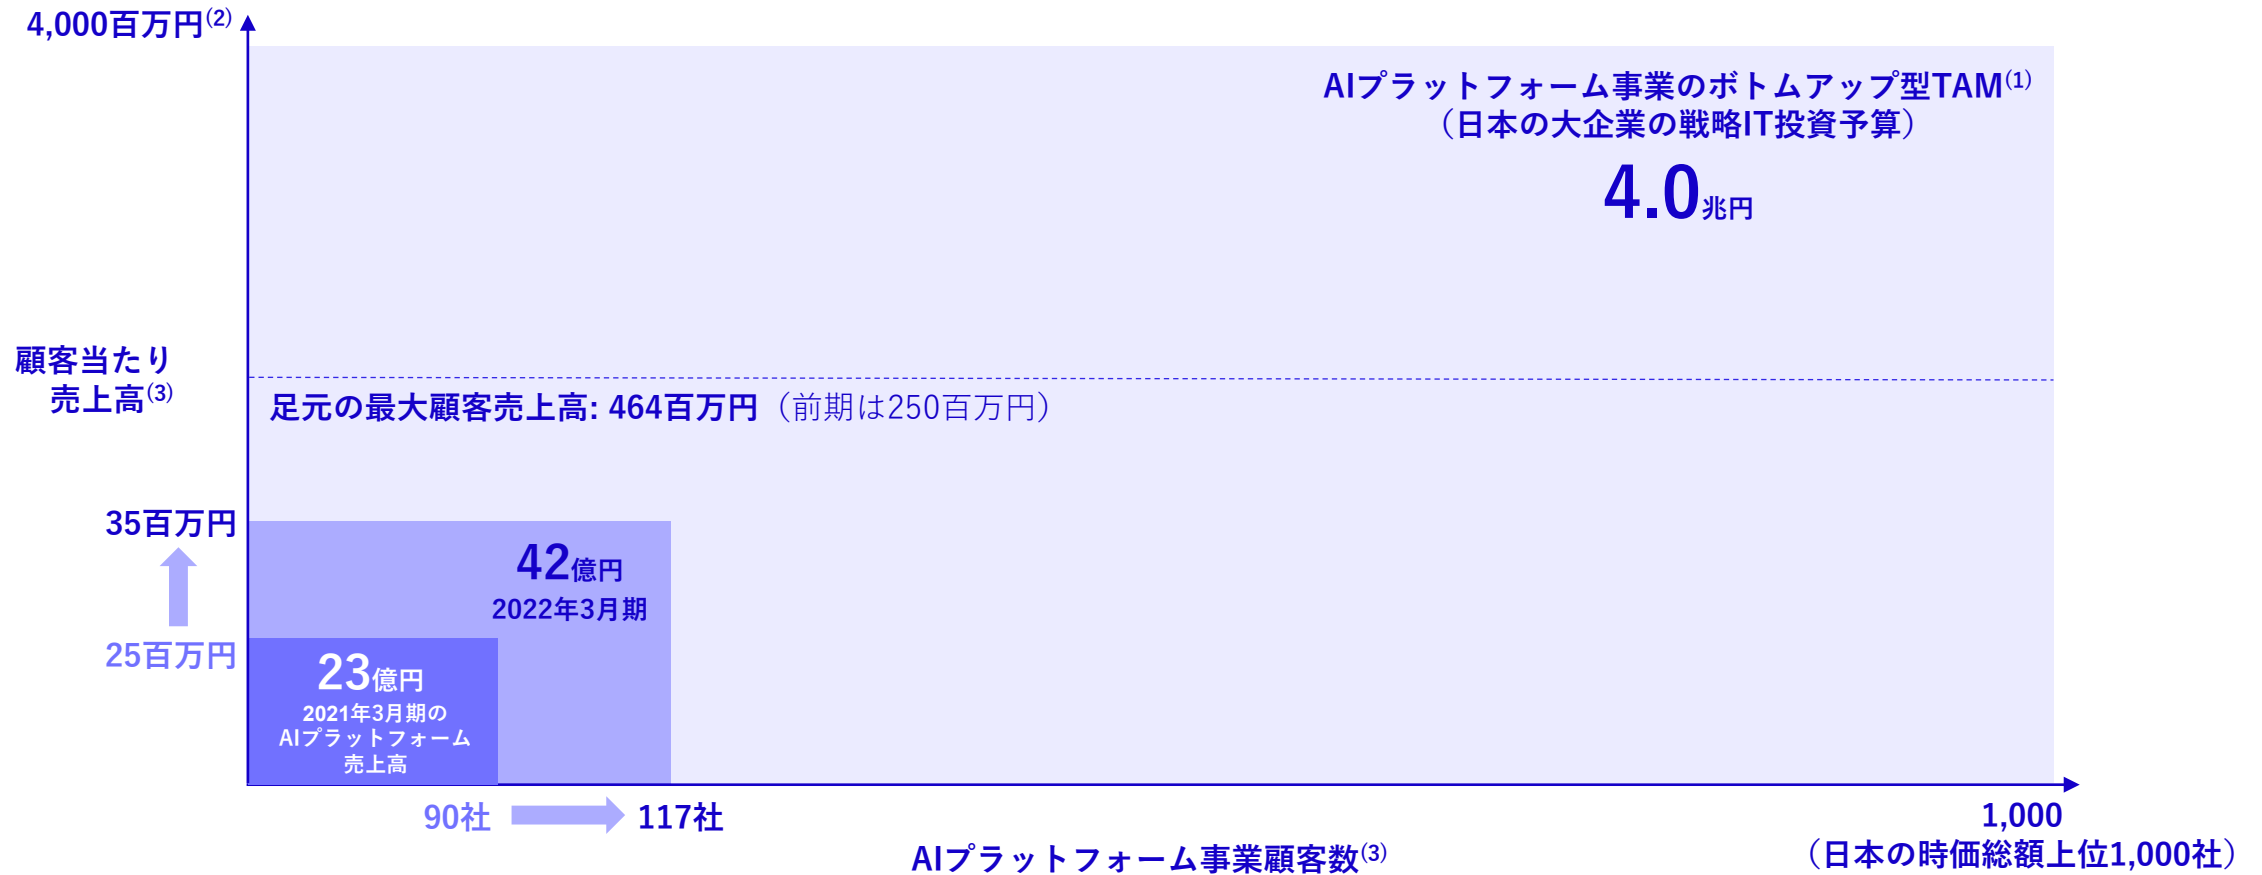 4,000百万円(2)
AIプラットフォーム事業のボトムアップ型TAM(1)
（日本の大企業の戦略IT投資予算）
4.0兆円
顧客当たり
売上高(3)
足元の最大顧客売上高: 464百万円（前期は250百万円）
35百万円
42億円
2022年3月期
25百万円
23億円
2021年3月期の
AIプラットフォーム
売上高
90社
117社
1,000
（日本の時価総額上位1,000社）
AIプラットフォーム事業顧客数(3)